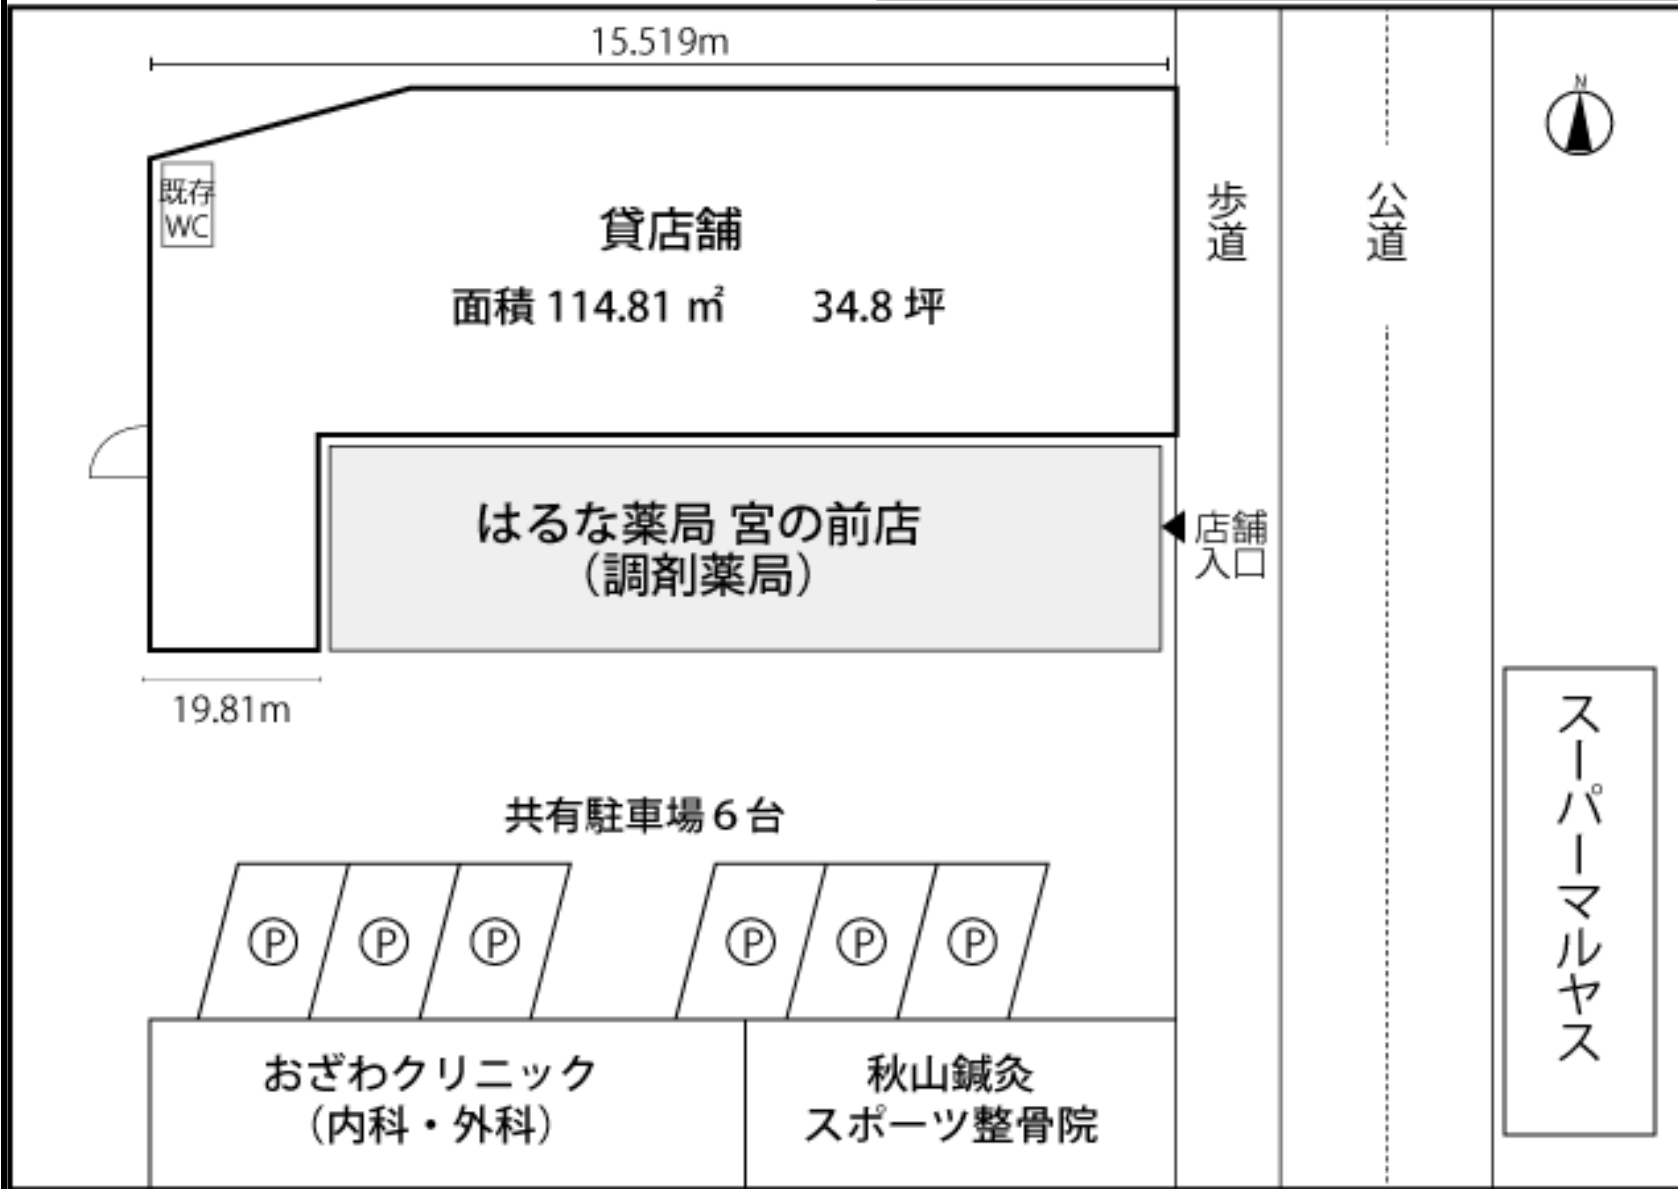 15.519m
N
既存
WC
貸店舗
面積 114.81 ㎡ 34.8 坪
歩道
公道
はるな薬局 宮の前店
（調剤薬局）
店舗
入口
19.81m
スーパーマルヤス
共有駐車場６台
Ⓟ Ⓟ Ⓟ Ⓟ Ⓟ Ⓟ
おざわクリニック
（内科・外科）
秋山鍼灸
スポーツ整骨院